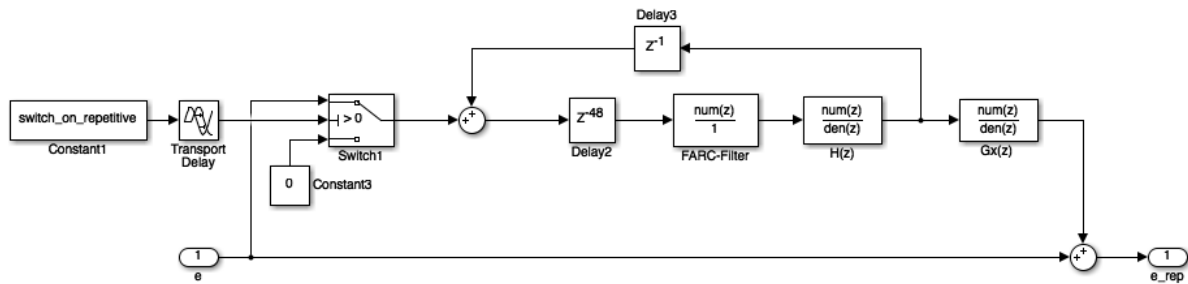 Delay3
Z-1
switch_on_repetitive
Constant1
Transport
Delay
> 0
Switch1
0
Constant3
+
+
Z-48
Delay2
num(z)
1
FARC-Filter
num(z)
den(z)
H(z)
num(z)
den(z)
Gx(z)
1
e
+
+
1
e_rep